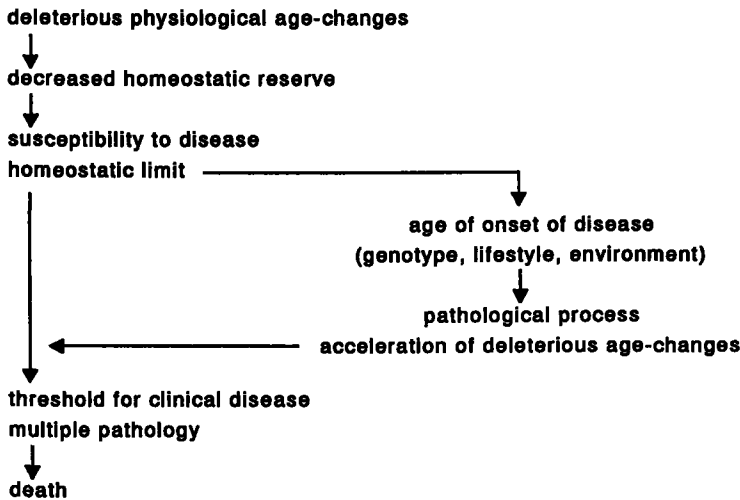 deleterious physiological age-changes
decreased homeostatic reserve
susceptibility to disease
homeostatic limit
age of onset of disease
(genotype, lifestyle, environment)
pathological process
acceleration of deleterious age-changes
threshold for clinical disease
multiple pathology
death